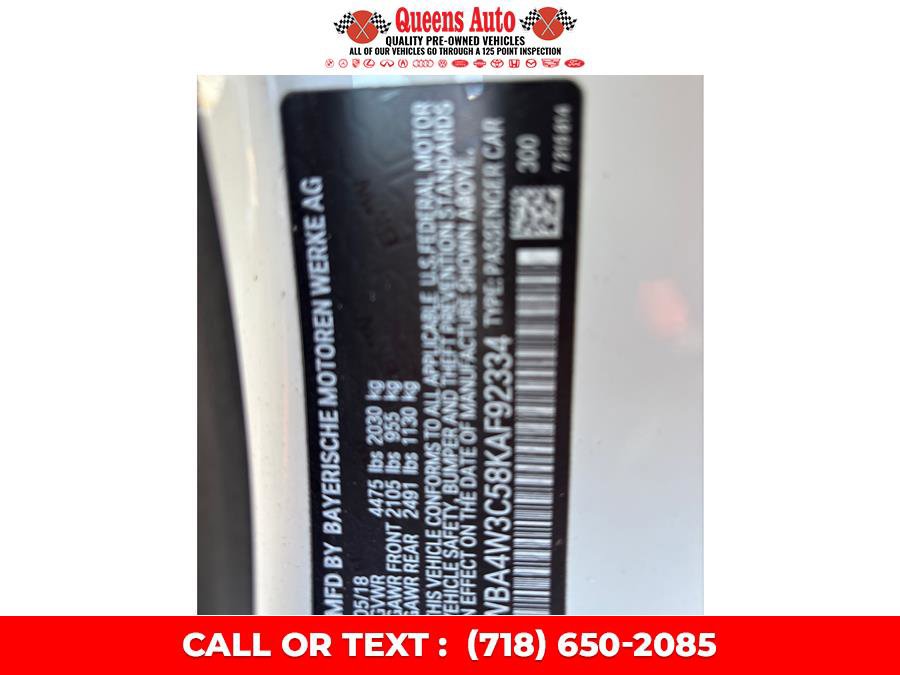 Queens Auto
QUALITY PRE-OWNED VEHICLES
ALL OF OUR VEHICLES GO THROUGH A 125 POINT INSPECTION
MFD BY BAYERISCHE MOTOREN WERKE AG
05/18
GVWR 4475 lbs 2030 kg
GAWR FRONT 2105 lbs 955 kg
GAWR REAR 2491 lbs 1130 kg
THIS VEHICLE CONFORMS TO ALL APPLICABLE U.S. FEDERAL MOTOR
VEHICLE SAFETY, BUMPER AND THEFT PREVENTION STANDARDS
IN EFFECT ON THE DATE OF MANUFACTURE SHOWN ABOVE.
WBA4W3C58KAF92334 TYPE: PASSENGER CAR
300
CALL OR TEXT : (718) 650-2085